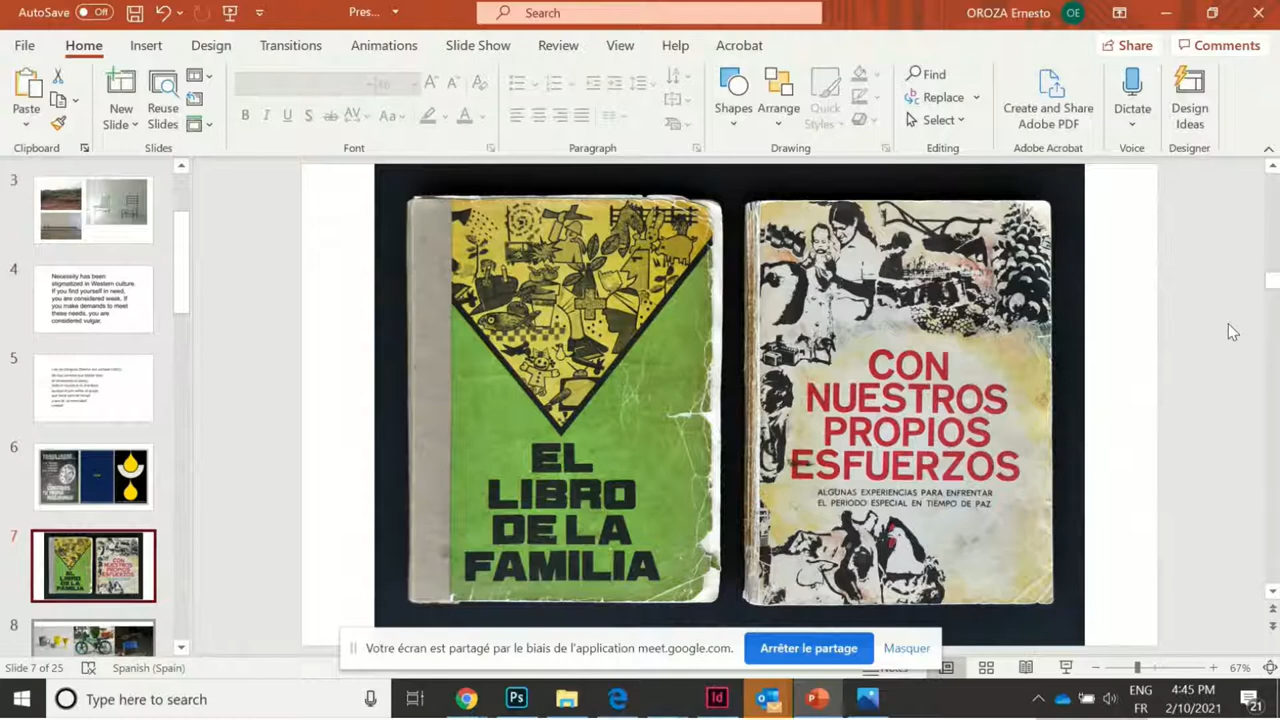 AutoSave Off
Pres...
Search
OROZA Ernesto OE
File Home Insert Design Transitions Animations Slide Show Review View Help Acrobat Share Comments
Paste
New Slide
Reuse Slides
Shapes Arrange Quick Styles
Find
Replace
Select
Create and Share Adobe PDF
Dictate
Design Ideas
Clipboard Slides Font Paragraph Drawing Editing Adobe Acrobat Voice Designer
3
4
Necessity has been
stigmatized in Western culture.
If you find yourself in need,
you are considered weak. If
you make demands to meet
these needs, you are
considered vulgar.
5
6
7
8
EL
LIBRO
DE LA
FAMILIA
CON
NUESTROS
PROPIOS
ESFUERZOS
ALGUNAS EXPERIENCIAS PARA ENFRENTAR
EL PERIODO ESPECIAL EN TIEMPO DE PAZ
Votre écran est partagé par le biais de l'application meet.google.com.
Arrêter le partage
Masquer
Slide 7 of 25
Spanish (Spain)
Notes
67%
Type here to search
ENG
FR
4:45 PM
2/10/2021
21